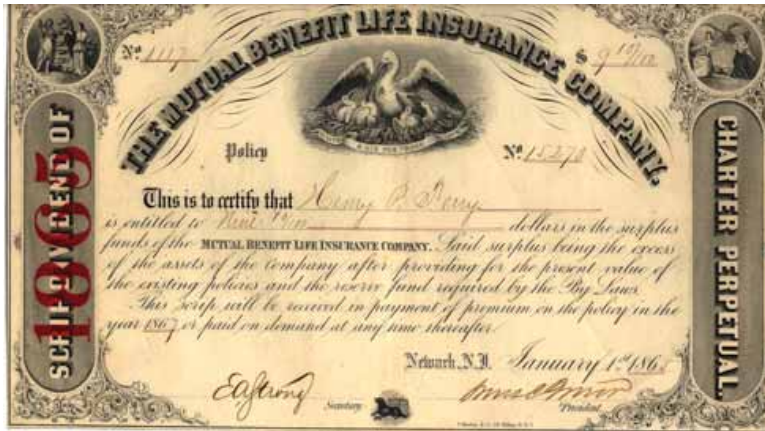 THE MUTUAL BENEFIT LIFE INSURANCE COMPANY.
No. 1117
$ 9 10/100
SCRIP DIVIDEND OF
1865
CHARTER PERPETUAL.
Policy No. 15270
This is to certify that Henry P.
is entitled to Nine 10/100 dollars in the surplus
funds of the MUTUAL BENEFIT LIFE INSURANCE COMPANY. Said surplus being the excess
of the assets of the company after providing for the present value of
the existing policies and the reserve fund required by the By Laws.
This scrip will be received in payment of premium on the policy in the
year 1867 or paid on demand at any time thereafter.
Newark, N.J. January 1st 1865
Secretary
President